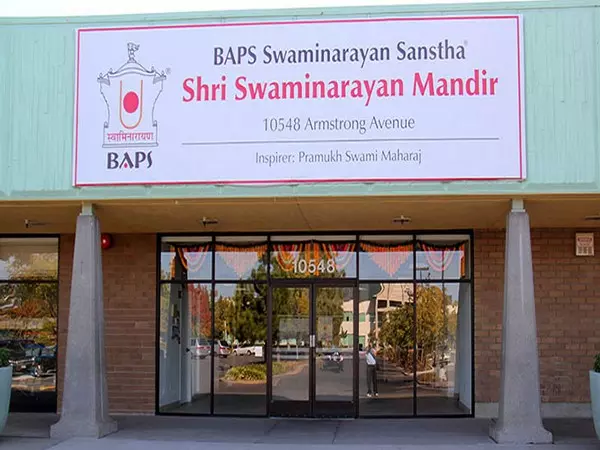 BAPS Swaminarayan Sanstha®
Shri Swaminarayan Mandir
10548 Armstrong Avenue
Inspirer: Pramukh Swami Maharaj
®
स्वामिनारायण
BAPS
10548